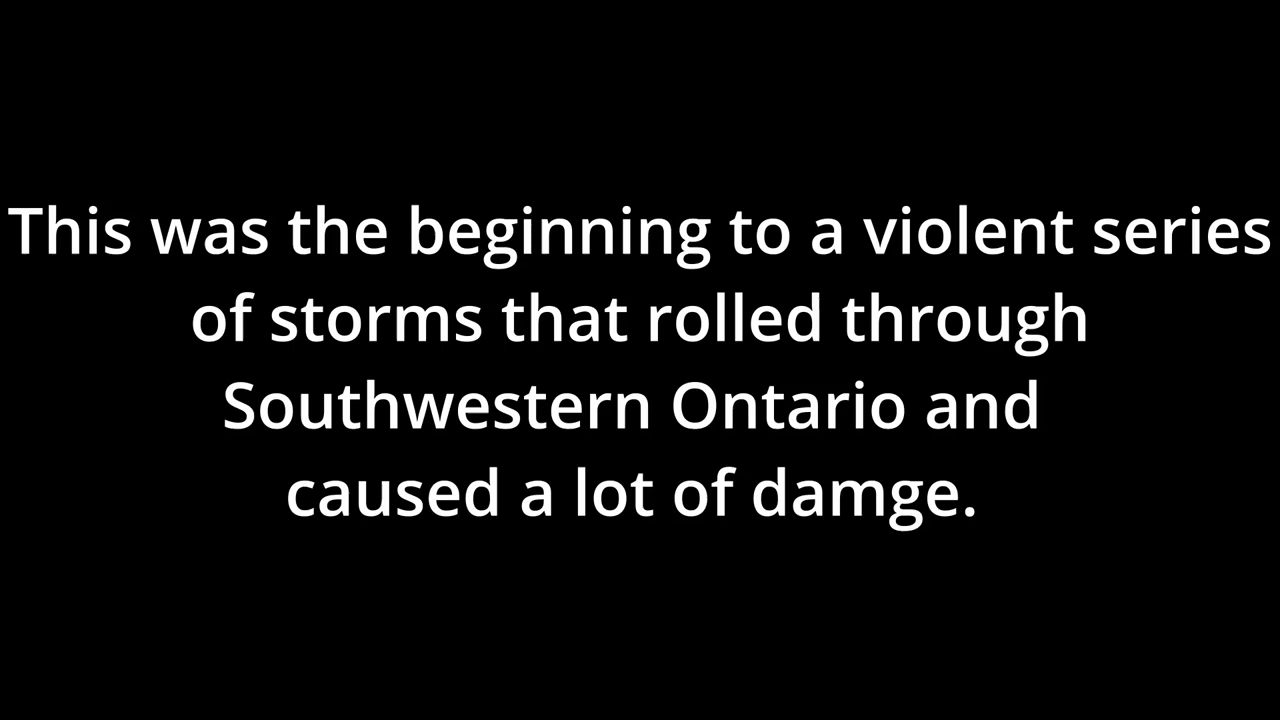 This was the beginning to a violent series
of storms that rolled through
Southwestern Ontario and
caused a lot of damge.